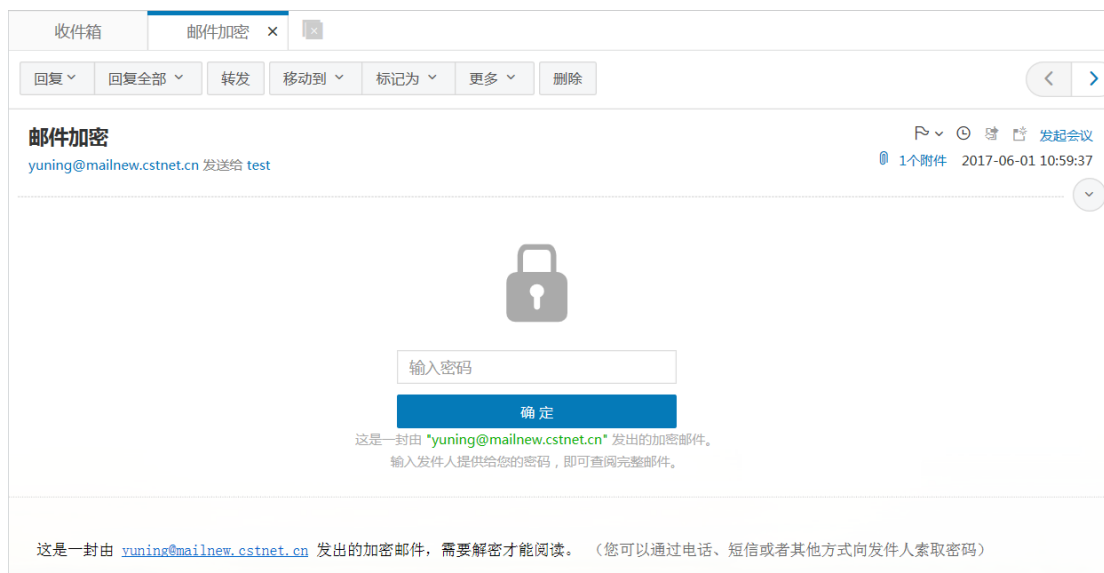 收件箱 邮件加密 ×
回复 回复全部 转发 移动到 标记为 更多 删除
邮件加密
发起会议
yuning@mailnew.cstnet.cn 发送给 test
1个附件 2017-06-01 10:59:37
输入密码
确 定
这是一封由 "yuning@mailnew.cstnet.cn" 发出的加密邮件。
输入发件人提供给您的密码，即可查阅完整邮件。
这是一封由 yuning@mailnew.cstnet.cn 发出的加密邮件，需要解密才能阅读。 （您可以通过电话、短信或者其他方式向发件人索取密码）